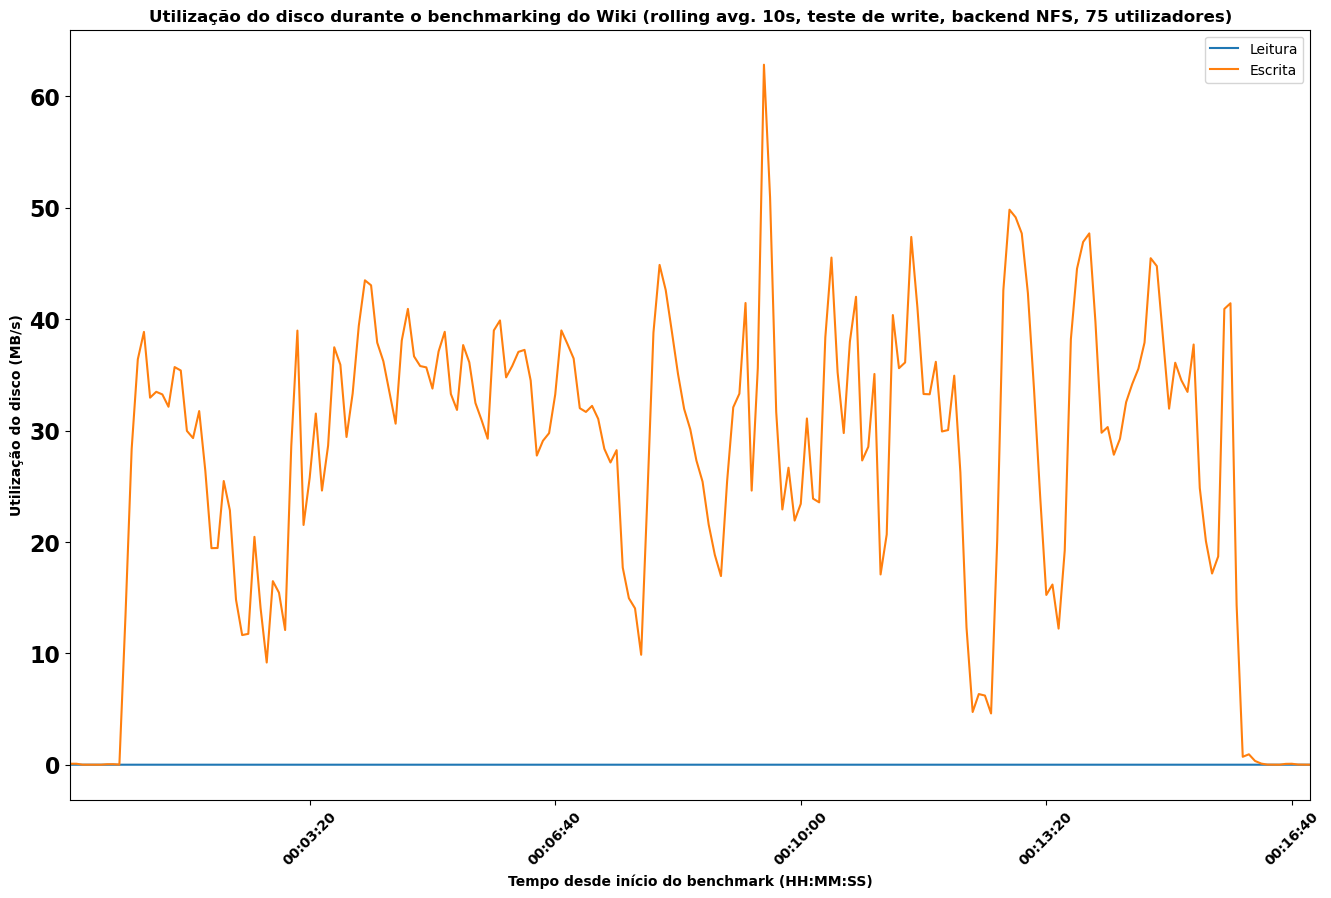 Utilização do disco durante o benchmarking do Wiki (rolling avg. 10s, teste de write, backend NFS, 75 utilizadores)
Leitura
Escrita
Utilização do disco (MB/s)
60
50
40
30
20
10
0
00:03:20
00:06:40
00:10:00
00:13:20
00:16:40
Tempo desde início do benchmark (HH:MM:SS)